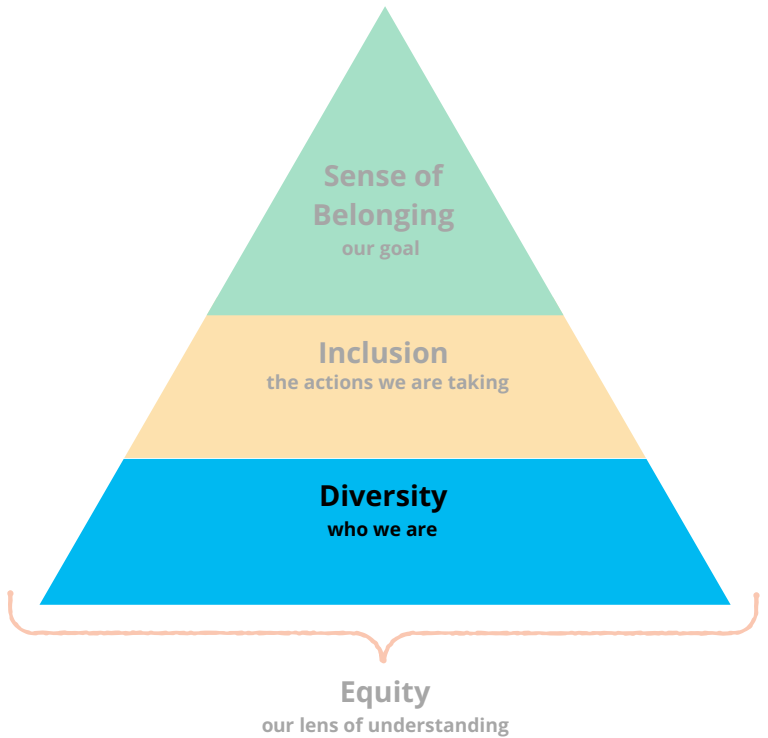 Sense of
Belonging
our goal
Inclusion
the actions we are taking
Diversity
who we are
Equity
our lens of understanding